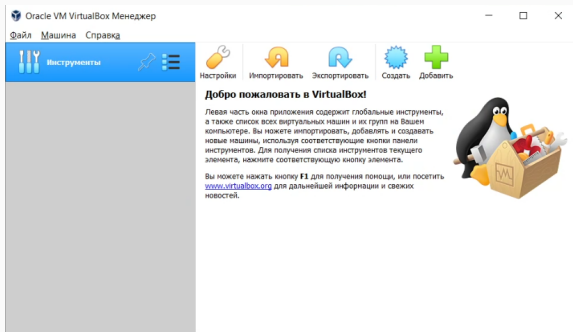 Oracle VM VirtualBox Менеджер
Файл Машина Справка
Инструменты
Настройки Импортировать Экспортировать Создать Добавить
Добро пожаловать в VirtualBox!
Левая часть окна приложения содержит глобальные инструменты,
а также список всех виртуальных машин и их групп на Вашем
компьютере. Вы можете импортировать, добавлять и создавать
новые машины, используя соответствующие кнопки панели
инструментов. Для получения списка инструментов текущего
элемента, нажмите соответствующую кнопку элемента.
Вы можете нажать кнопку F1 для получения помощи, или посетить
www.virtualbox.org для дальнейшей информации и свежих
новостей.